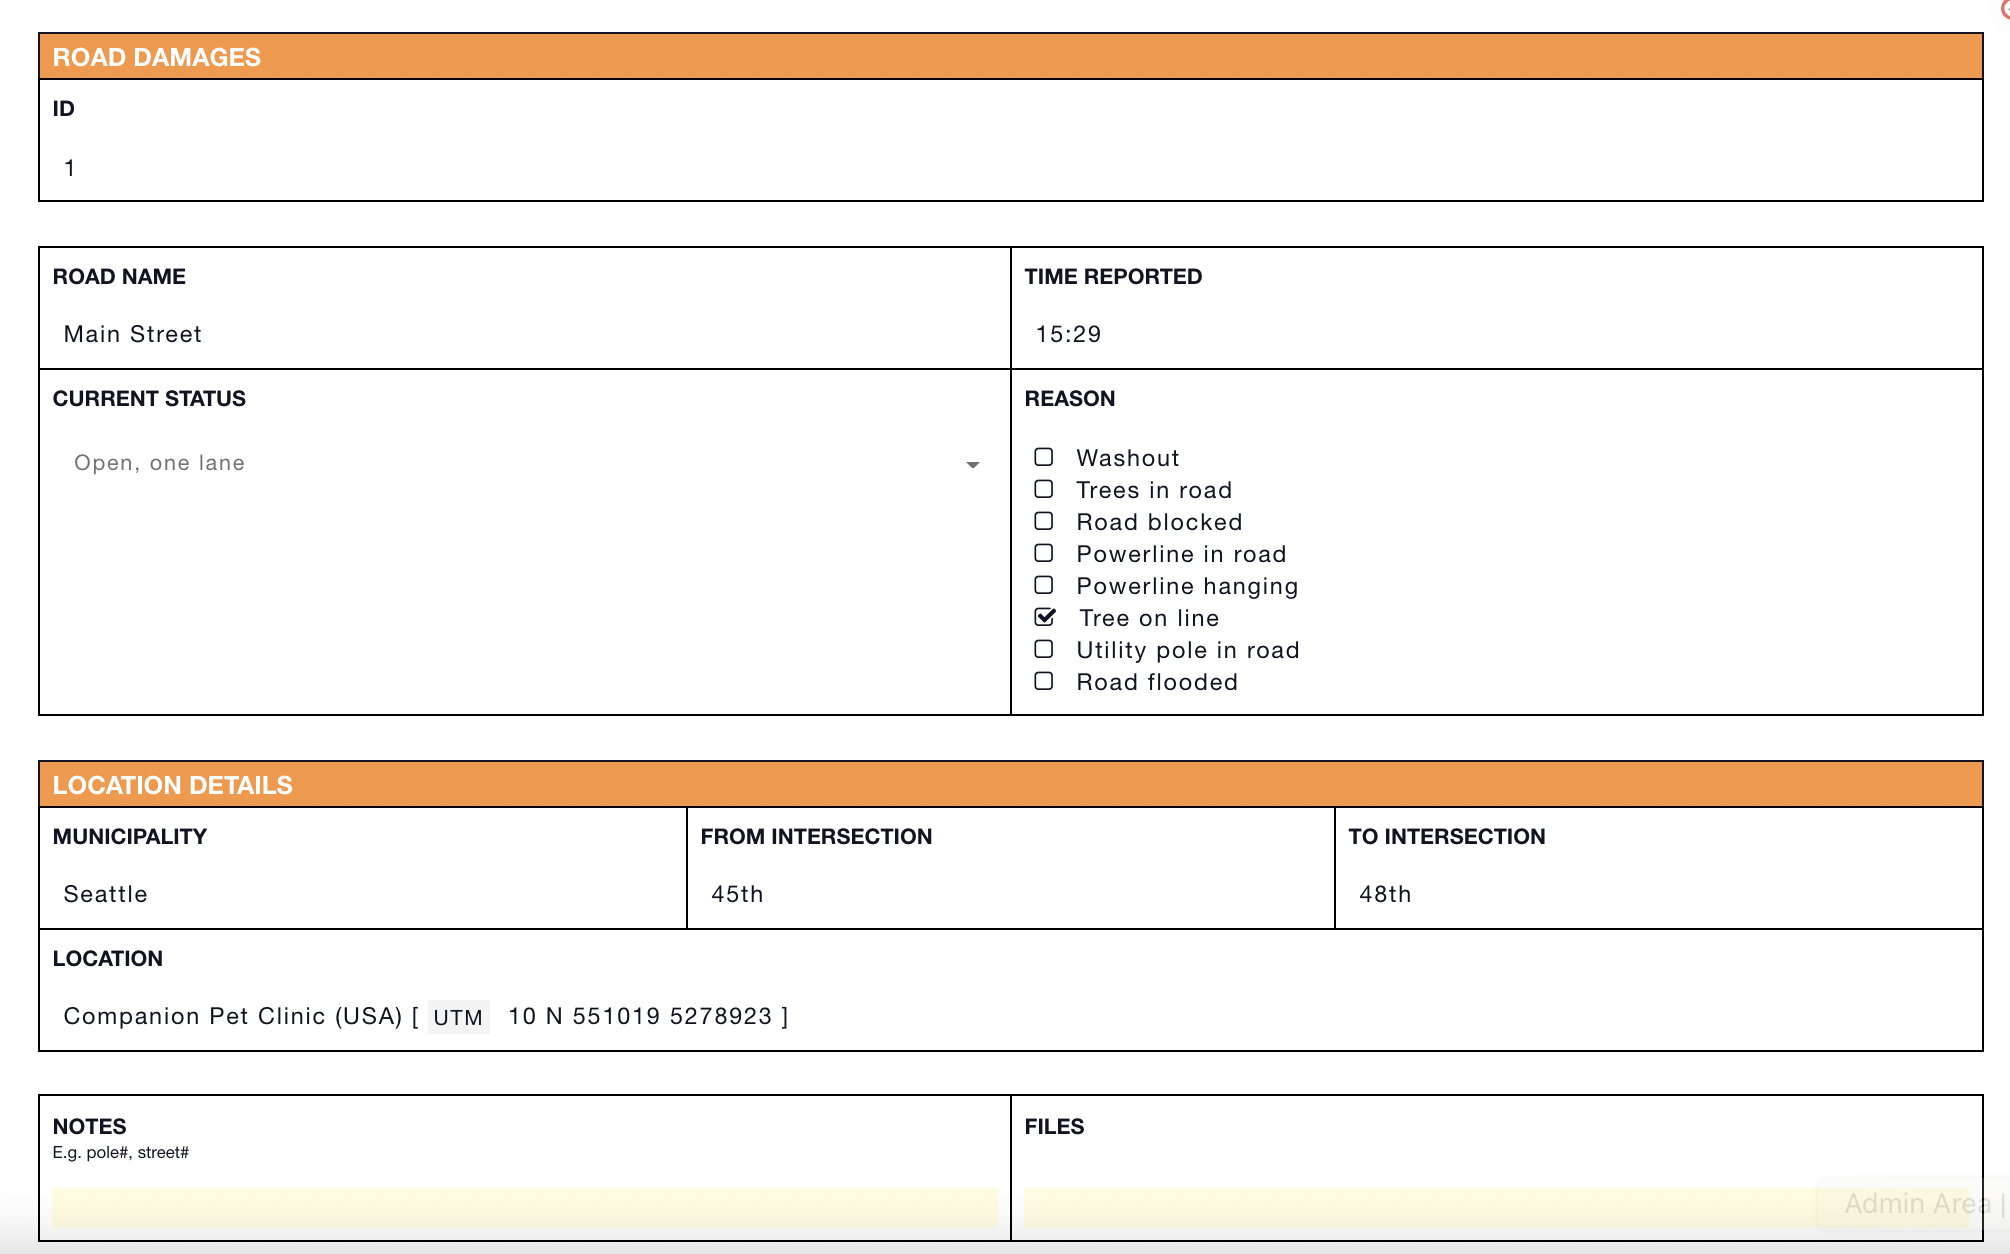 ROAD DAMAGES
ID
1
ROAD NAME
Main Street
TIME REPORTED
15:29
CURRENT STATUS
Open, one lane
REASON
Washout
Trees in road
Road blocked
Powerline in road
Powerline hanging
Tree on line
Utility pole in road
Road flooded
LOCATION DETAILS
MUNICIPALITY
Seattle
FROM INTERSECTION
45th
TO INTERSECTION
48th
LOCATION
Companion Pet Clinic (USA) [ UTM 10 N 551019 5278923 ]
NOTES
E.g. pole#, street#
FILES
Admin Area |